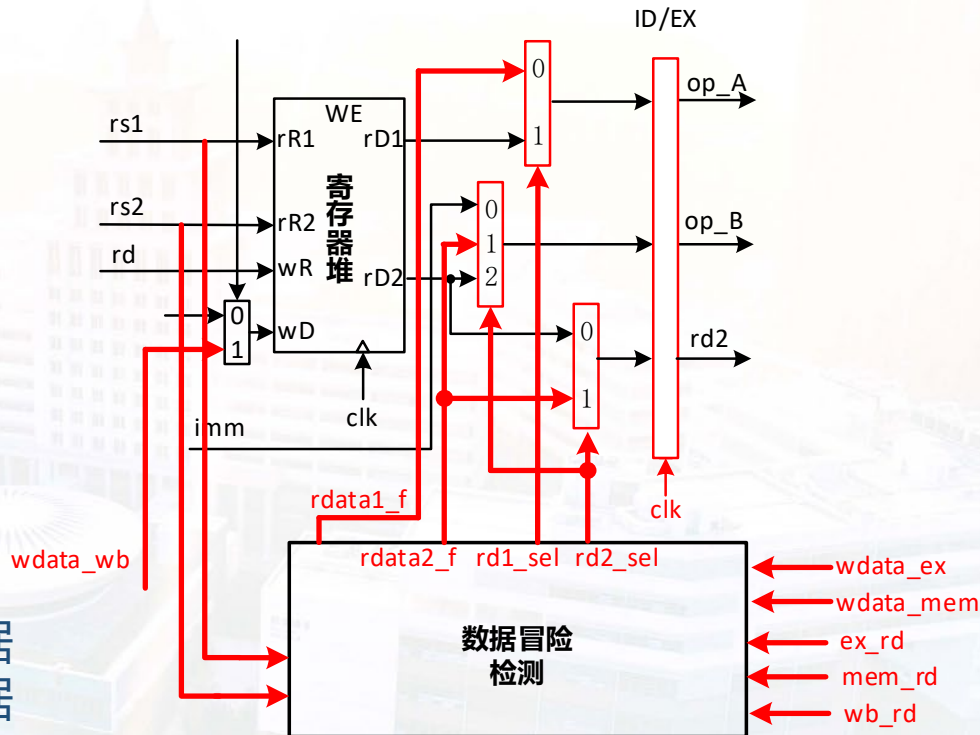 ID/EX
WE
rs1
rR1
rD1
0
1
op_A
rs2
rR2
寄存器堆
0
1
2
op_B
rd
wR
rD2
0
1
wD
0
1
rd2
clk
imm
clk
rdata1_f
wdata_wb
rdata2_f rd1_sel rd2_sel
wdata_ex
wdata_mem
数据冒险
检测
ex_rd
mem_rd
wb_rd
据
据